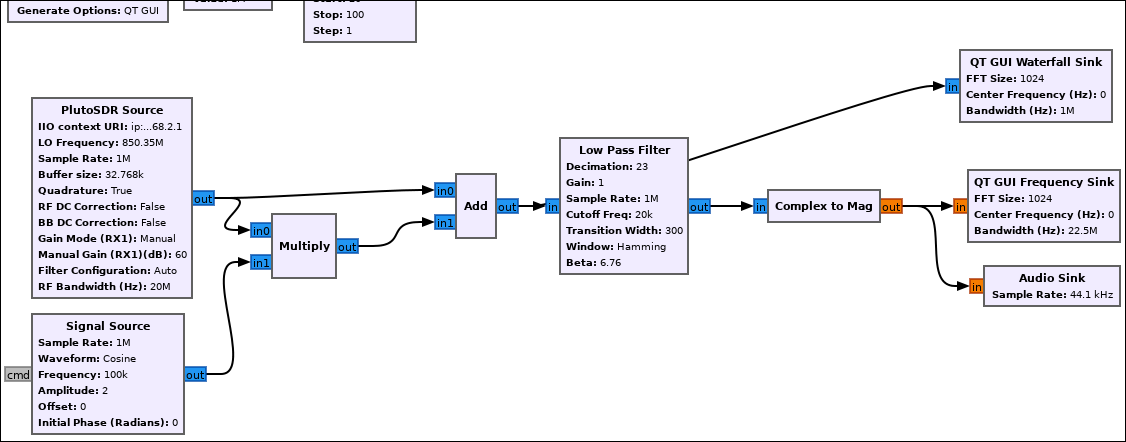 Generate Options: QT GUI
Stop: 100
Step: 1
QT GUI Waterfall Sink
FFT Size: 1024
Center Frequency (Hz): 0
Bandwidth (Hz): 1M
in
PlutoSDR Source
IIO context URI: ip:...68.2.1
LO Frequency: 850.35M
Sample Rate: 1M
Buffer size: 32.768k
Quadrature: True
RF DC Correction: False
BB DC Correction: False
Gain Mode (RX1): Manual
Manual Gain (RX1)(dB): 60
Filter Configuration: Auto
RF Bandwidth (Hz): 20M
out
in0
Multiply
in1
out
in0
Add
in1
out
Low Pass Filter
Decimation: 23
Gain: 1
Sample Rate: 1M
Cutoff Freq: 20k
Transition Width: 300
Window: Hamming
Beta: 6.76
in
out
in
Complex to Mag
out
QT GUI Frequency Sink
FFT Size: 1024
Center Frequency (Hz): 0
Bandwidth (Hz): 22.5M
in
Audio Sink
Sample Rate: 44.1 kHz
in
Signal Source
Sample Rate: 1M
Waveform: Cosine
Frequency: 100k
Amplitude: 2
Offset: 0
Initial Phase (Radians): 0
cmd
out